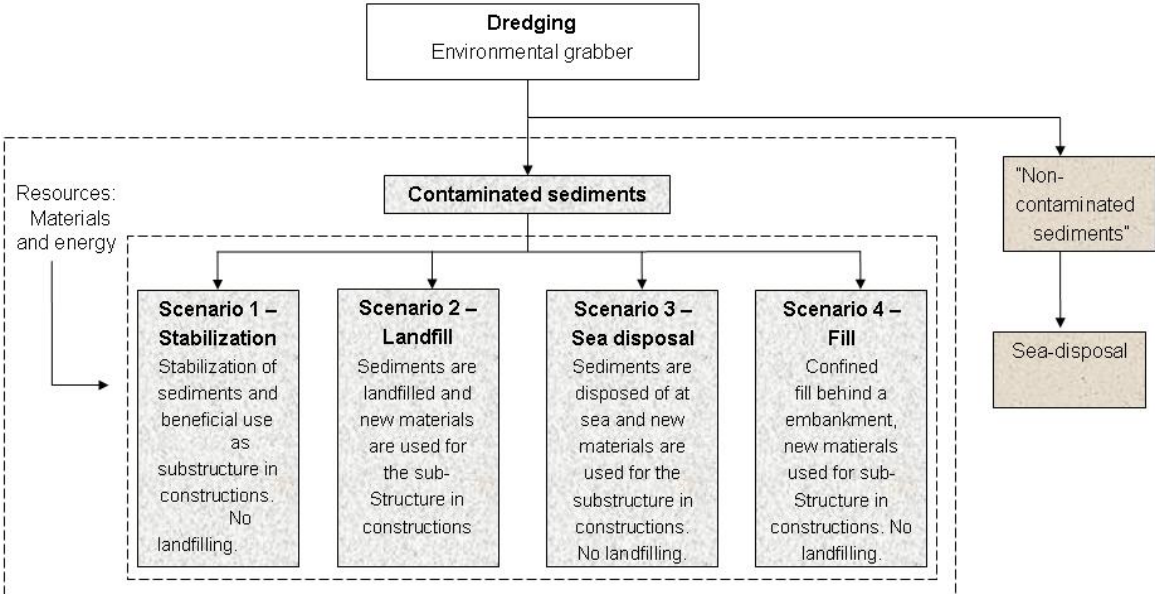 Dredging
Environmental grabber
Resources:
Materials
and energy
Contaminated sediments
"Non-
contaminated
sediments"
Sea-disposal
Scenario 1 –
Stabilization
Stabilization of
sediments and
beneficial use
as
substructure in
constructions.
No
landfilling.
Scenario 2 –
Landfill
Sediments are
landfilled and
new materials
are used for
the sub-
Structure in
constructions
Scenario 3 –
Sea disposal
Sediments are
disposed of at
sea and new
materials are
used for the
substructure in
constructions.
No landfilling.
Scenario 4 –
Fill
Confined
fill behind a
embankment,
new matierals
used for sub-
Structure in
constructions. No
landfilling.